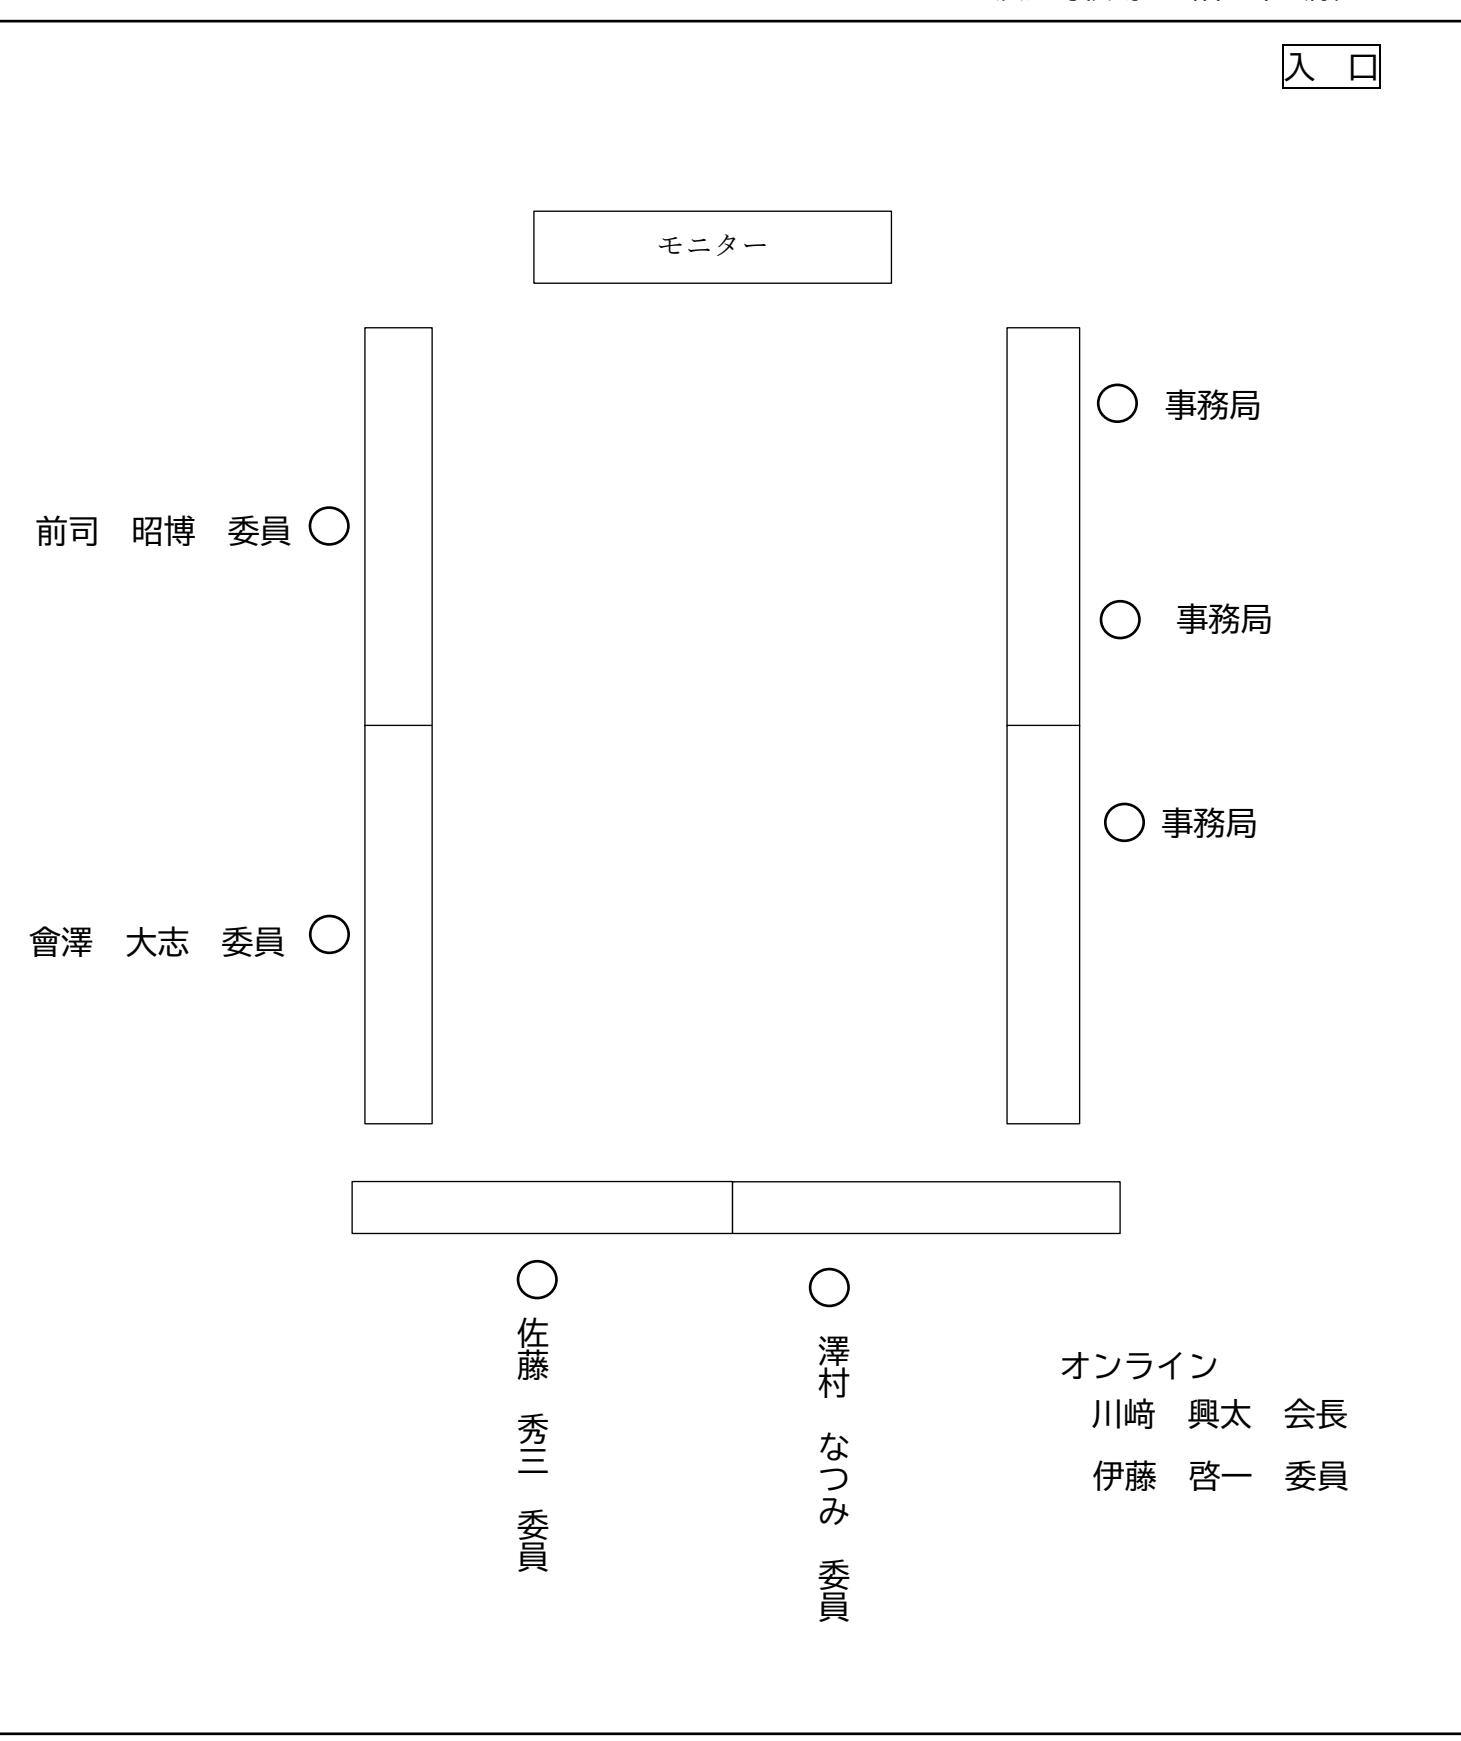 入　口
モニター
事務局
前司　昭博　委員
事務局
事務局
會澤　大志　委員
佐藤　秀三　委員
澤村　なつみ　委員
オンライン
川﨑　興太　会長
伊藤　啓一　委員